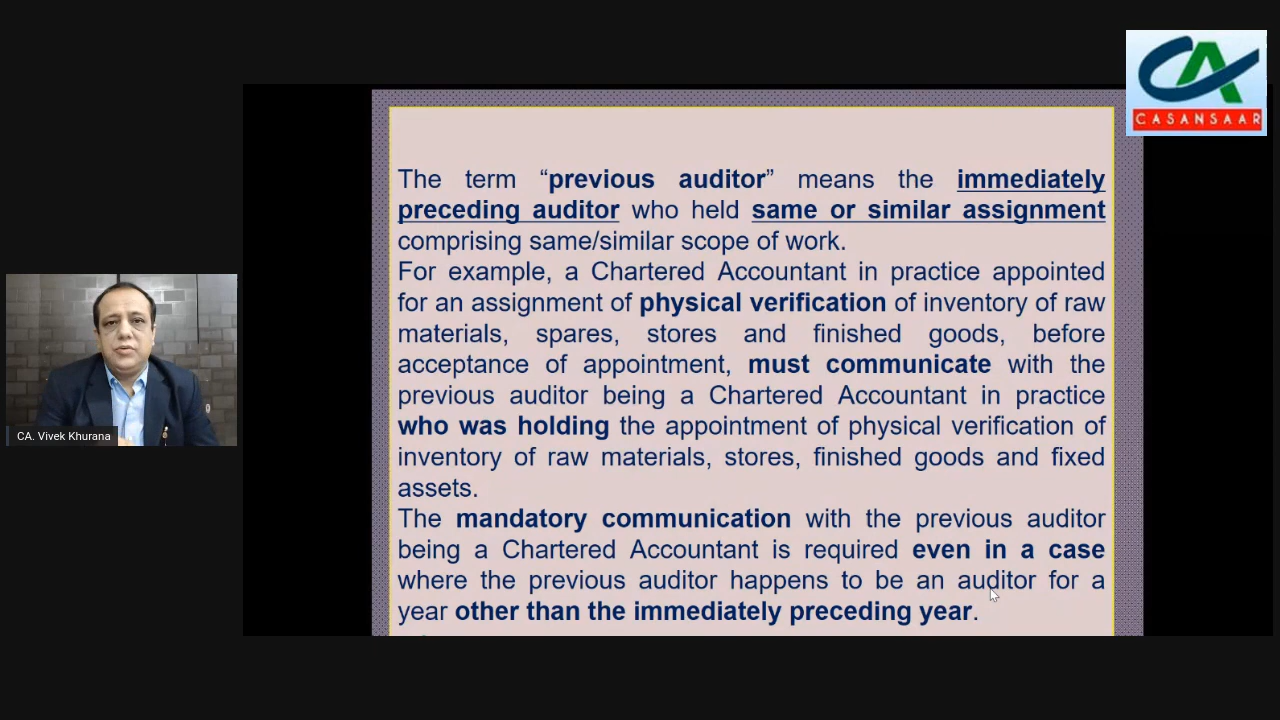 CASANSAAR
The term “previous auditor” means the immediately
preceding auditor who held same or similar assignment
comprising same/similar scope of work.
For example, a Chartered Accountant in practice appointed
for an assignment of physical verification of inventory of raw
materials, spares, stores and finished goods, before
acceptance of appointment, must communicate with the
previous auditor being a Chartered Accountant in practice
who was holding the appointment of physical verification of
inventory of raw materials, stores, finished goods and fixed
assets.
The mandatory communication with the previous auditor
being a Chartered Accountant is required even in a case
where the previous auditor happens to be an auditor for a
year other than the immediately preceding year.
CA. Vivek Khurana